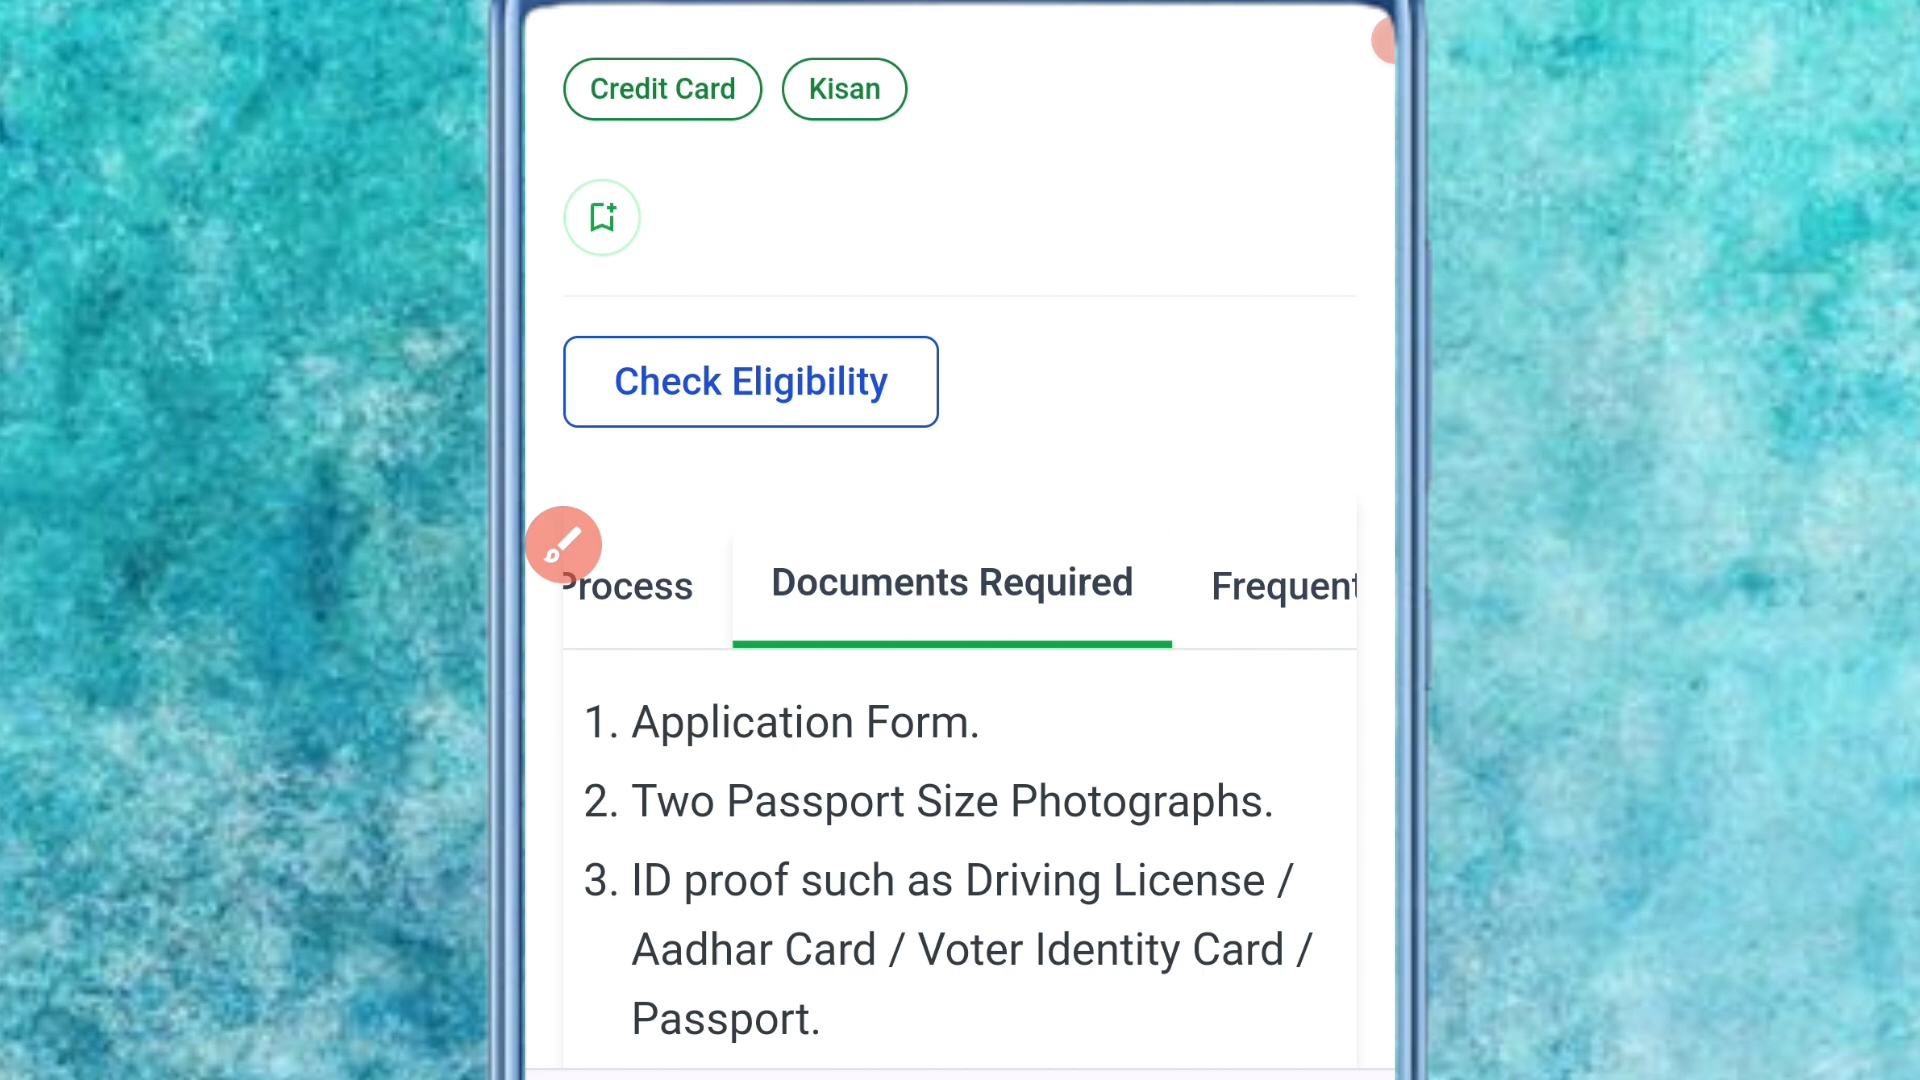 Credit Card Kisan
Check Eligibility
Process Documents Required Frequent
1. Application Form.
2. Two Passport Size Photographs.
3. ID proof such as Driving License /
Aadhar Card / Voter Identity Card /
Passport.